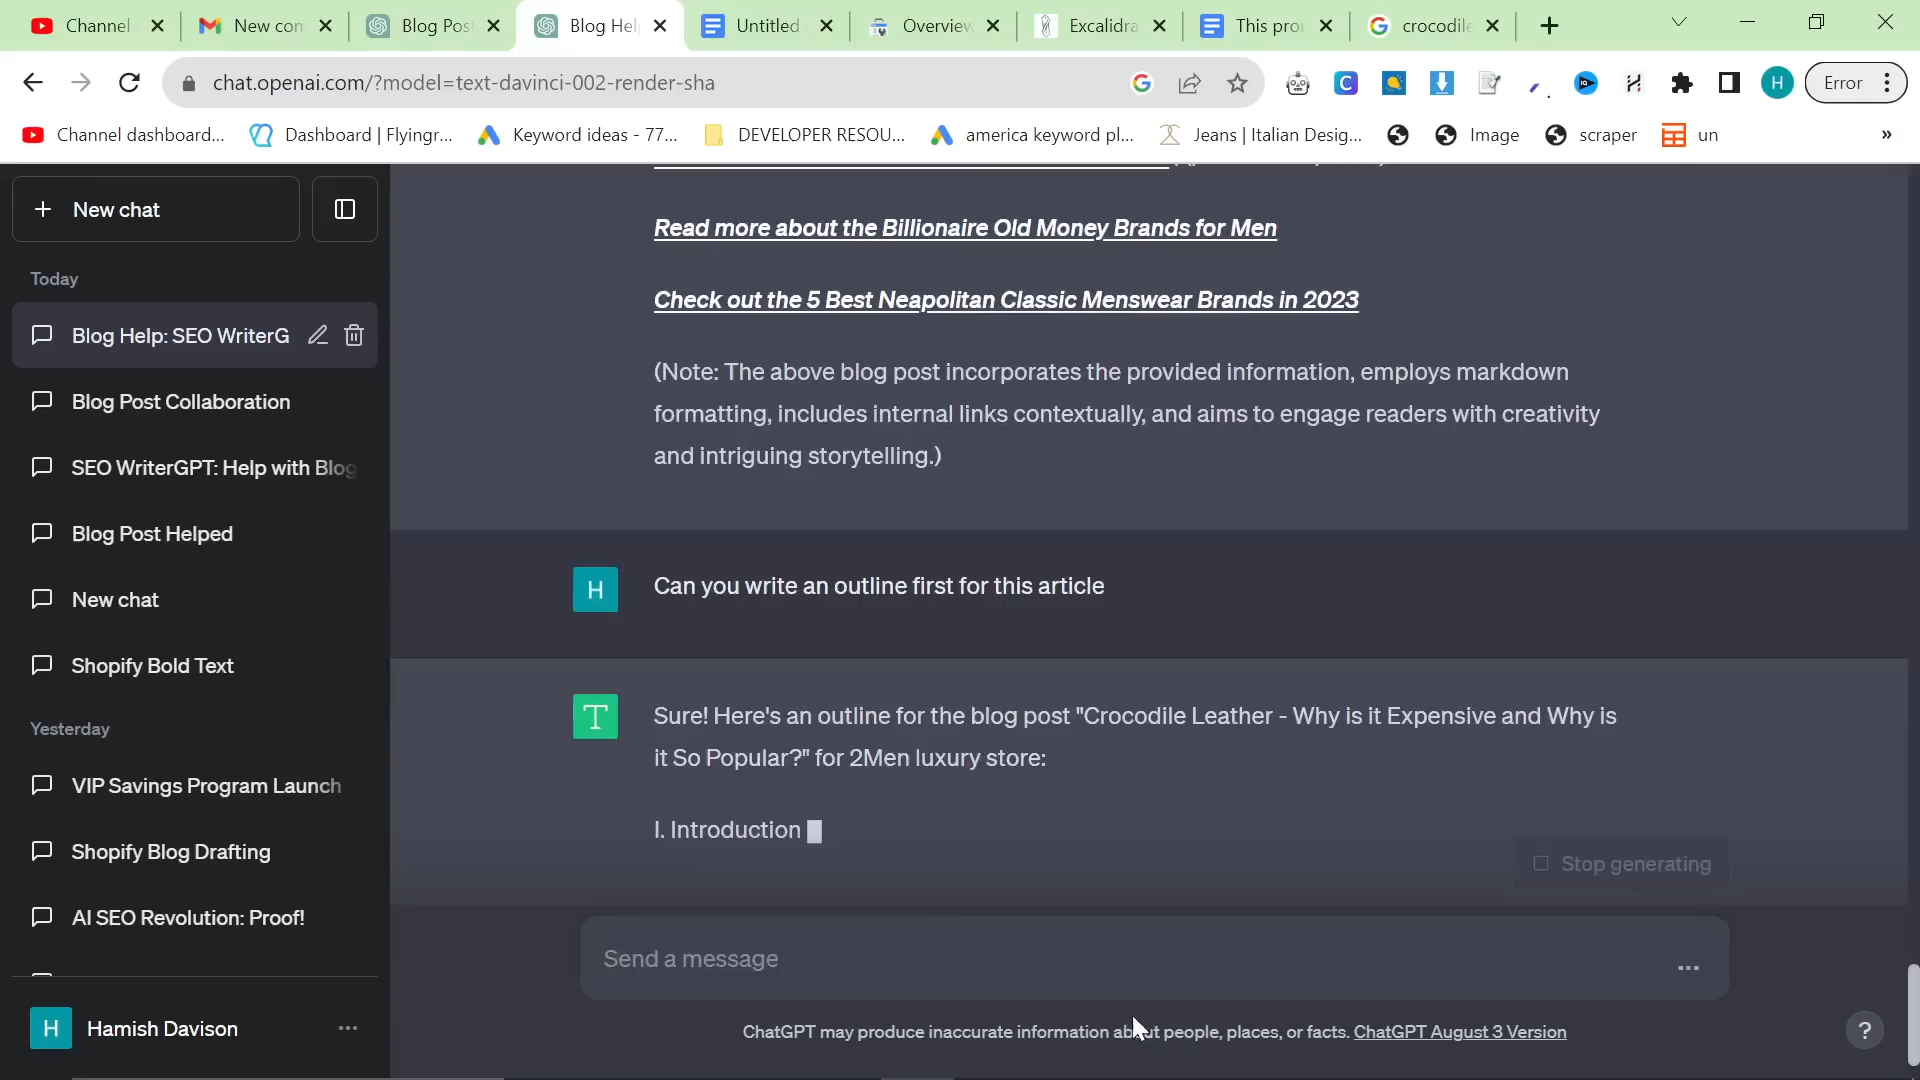 Channel
New con
Blog Pos
Blog Hel
Untitled
Overview
Excalidra
This pror
crocodile
chat.openai.com/?model=text-davinci-002-render-sha
H
Error
Channel dashboard...
Dashboard | Flyingr...
Keyword ideas - 77...
DEVELOPER RESOU...
america keyword pl...
Jeans | Italian Desig...
Image
scraper
un
»
New chat
Today
Blog Help: SEO WriterG
Blog Post Collaboration
SEO WriterGPT: Help with Blog
Blog Post Helped
New chat
Shopify Bold Text
Yesterday
VIP Savings Program Launch
Shopify Blog Drafting
AI SEO Revolution: Proof!
H
Hamish Davison
Read more about the Billionaire Old Money Brands for Men
Check out the 5 Best Neapolitan Classic Menswear Brands in 2023
(Note: The above blog post incorporates the provided information, employs markdown
formatting, includes internal links contextually, and aims to engage readers with creativity
and intriguing storytelling.)
H
Can you write an outline first for this article
Sure! Here's an outline for the blog post "Crocodile Leather - Why is it Expensive and Why is
it So Popular?" for 2Men luxury store:
I. Introduction
Stop generating
Send a message
ChatGPT may produce inaccurate information about people, places, or facts. ChatGPT August 3 Version
?